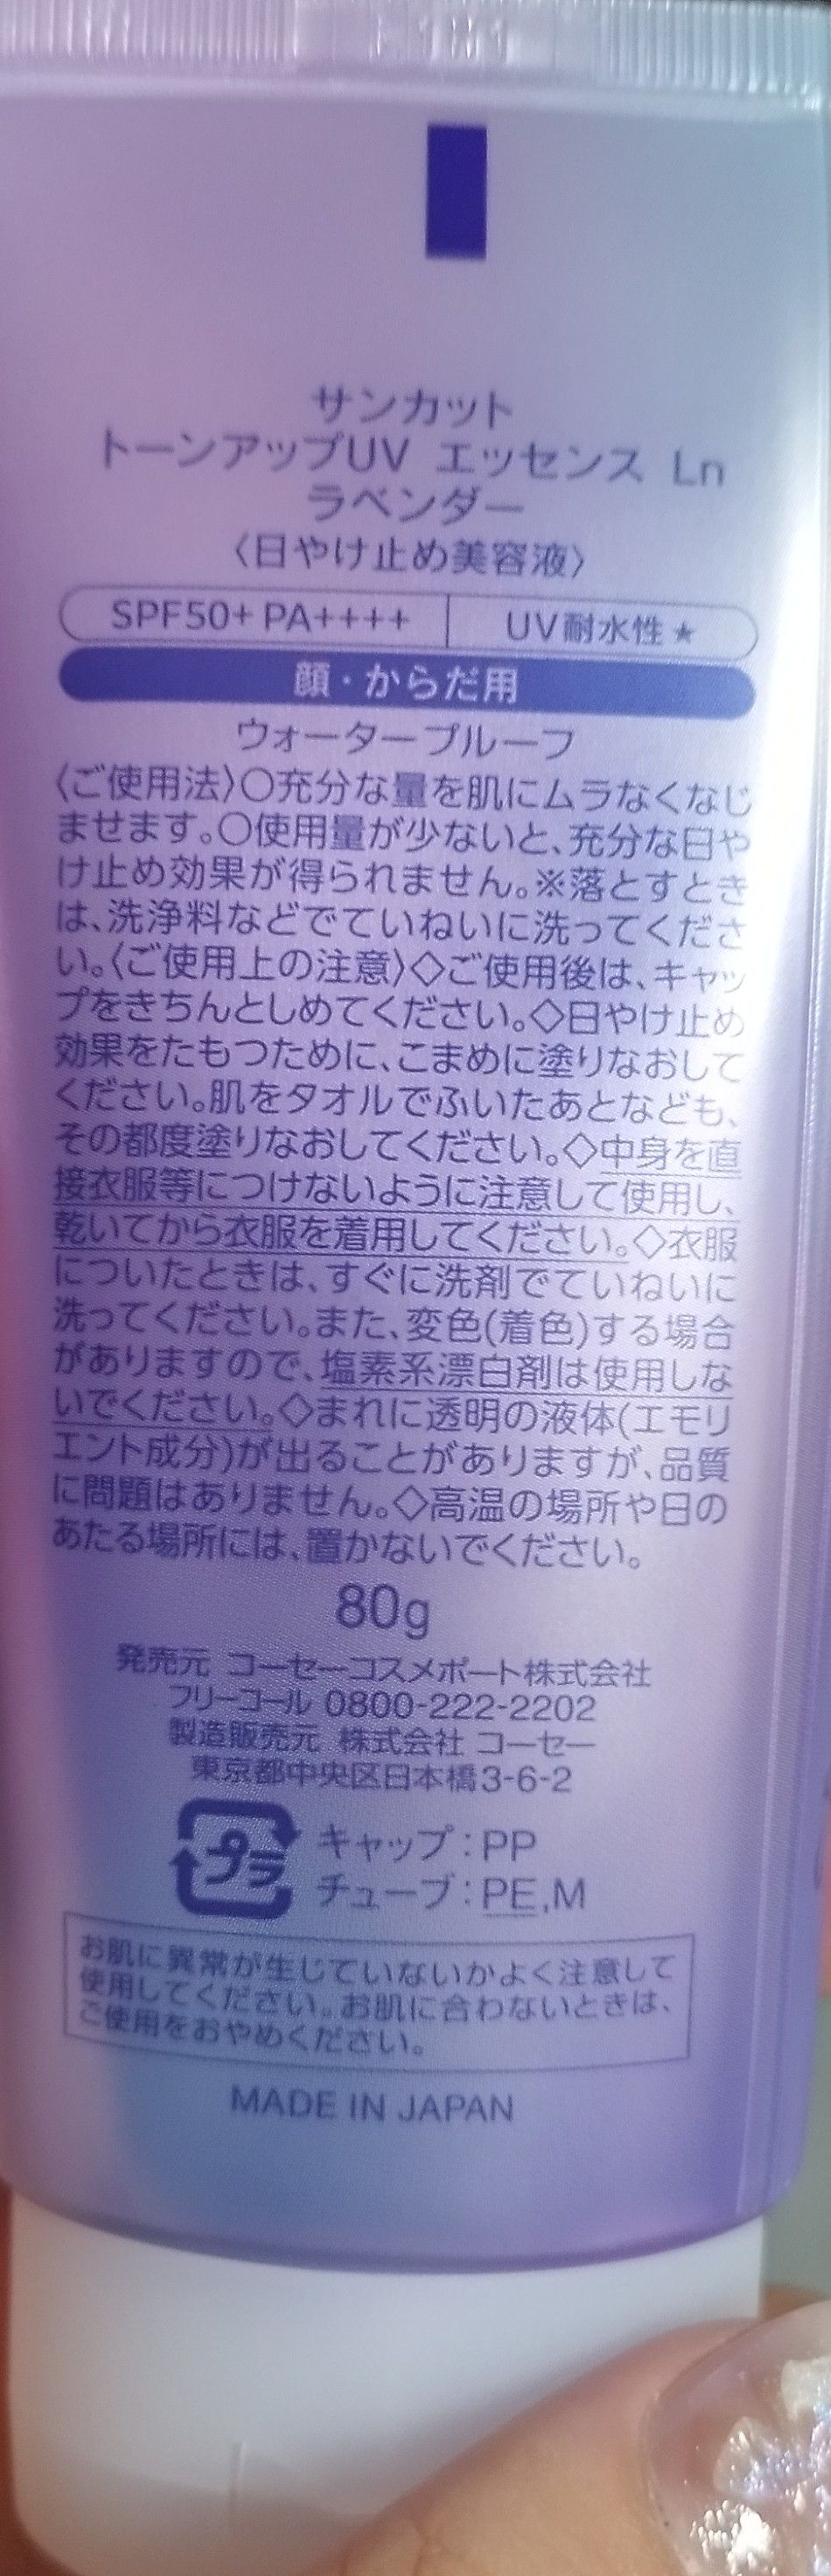 サンカット
トーンアップUV エッセンス Ln
ラベンダー
〈日やけ止め美容液〉
SPF50+ PA++++ UV耐水性★
顔・からだ用
ウォータープルーフ
〈ご使用法〉○充分な量を肌にムラなくなじ
ませます。○使用量が少ないと、充分な日や
け止め効果が得られません。※落とすとき
は、洗浄料などでていねいに洗ってくださ
い。〈ご使用上の注意〉◇ご使用後は、キャッ
プをきちんとしめてください。◇日やけ止め
効果をたもつために、こまめに塗りなおして
ください。肌をタオルでふいたあとなども、
その都度塗りなおしてください。◇中身を直
接衣服等につけないように注意して使用し、
乾いてから衣服を着用してください。◇衣服
についたときは、すぐに洗剤でていねいに
洗ってください。また、変色(着色)する場合
がありますので、塩素系漂白剤は使用しな
いでください。◇まれに透明の液体(エモリ
エント成分)が出ることがありますが、品質
に問題はありません。◇高温の場所や日の
あたる場所には、置かないでください。
80g
発売元 コーセーコスメポート株式会社
フリーコール 0800-222-2202
製造販売元 株式会社 コーセー
東京都中央区日本橋3-6-2
プラ
キャップ：PP
チューブ：PE,M
お肌に異常が生じていないかよく注意して
使用してください。お肌に合わないときは、
ご使用をおやめください。
MADE IN JAPAN